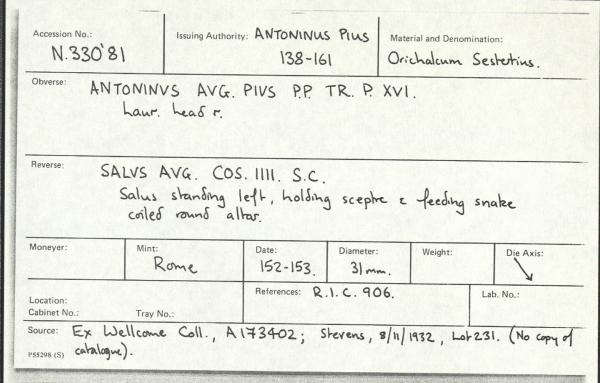 Accession No.: N.330'81
Issuing Authority: ANTONINUS PIUS
138-161
Material and Denomination:
Orichalcum Sestertius.
Obverse: ANTONINVS AVG. PIVS P.P. TR. P. XVI.
Laur. head r.
Reverse: SALVS AVG. COS. IIII. S.C.
Salus standing left, holding sceptre & feeding snake
coiled round altar.
Moneyer:
Mint: Rome
Date: 152-153.
Diameter: 31mm.
Weight:
Die Axis:
Location:
Cabinet No.: Tray No.:
References: R.I.C. 906.
Lab. No.:
Source: Ex Wellcome Coll., A173402; Stevens, 8/11/1932, Lot 231. (No copy of
catalogue).
P55298 (S)